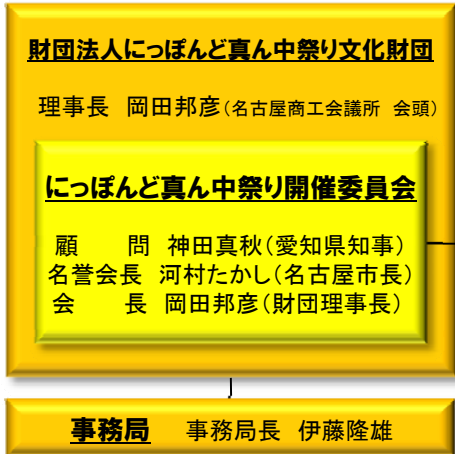 財団法人にっぽんど真ん中祭り文化財団
理事長　岡田邦彦(名古屋商工会議所　会頭)
にっぽんど真ん中祭り開催委員会
顧　　問　神田真秋(愛知県知事)
名誉会長　河村たかし(名古屋市長)
会　　長　岡田邦彦(財団理事長)
事務局　事務局長　伊藤隆雄